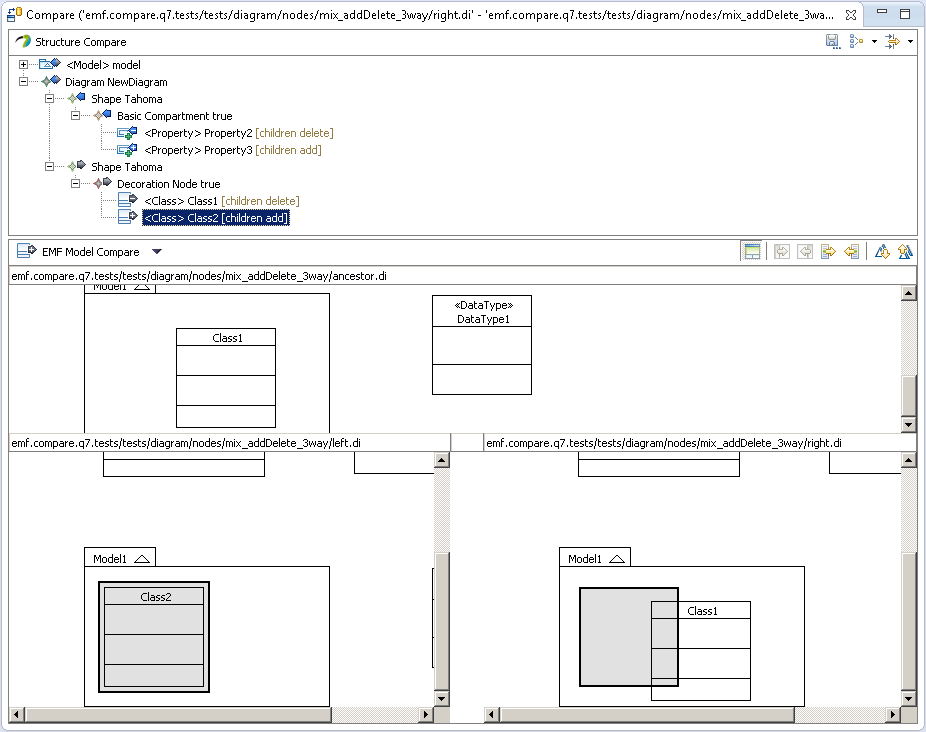 Compare ('emf.compare.q7.tests/tests/diagram/nodes/mix_addDelete_3way/right.di' - 'emf.compare.q7.tests/tests/diagram/nodes/mix_addDelete_3wa...
Structure Compare
<Model> model
Diagram NewDiagram
Shape Tahoma
Basic Compartment true
<Property> Property2 [children delete]
<Property> Property3 [children add]
Shape Tahoma
Decoration Node true
<Class> Class1 [children delete]
<Class> Class2 [children add]
EMF Model Compare
emf.compare.q7.tests/tests/diagram/nodes/mix_addDelete_3way/ancestor.di
Model1
«DataType»
DataType1
Class1
emf.compare.q7.tests/tests/diagram/nodes/mix_addDelete_3way/left.di
emf.compare.q7.tests/tests/diagram/nodes/mix_addDelete_3way/right.di
Model1
Class2
Model1
Class1